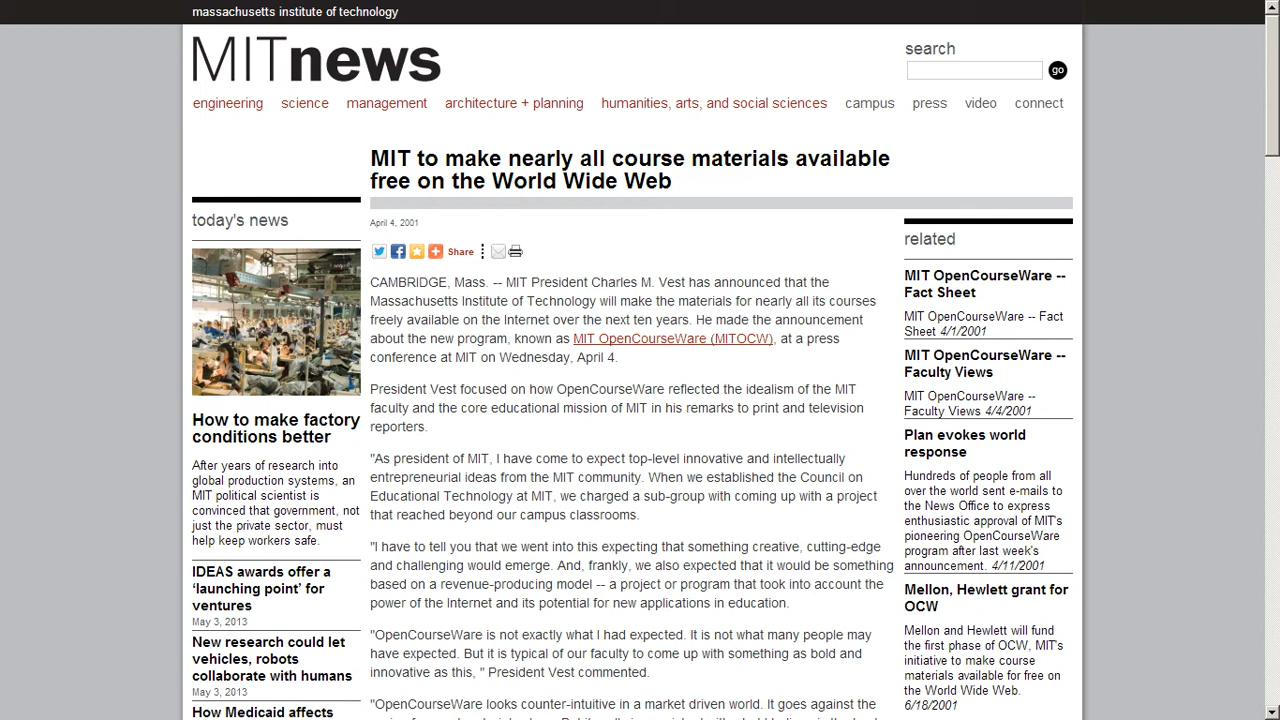 massachusetts institute of technology
MITnews
search
go
engineering science management architecture + planning humanities, arts, and social sciences campus press video connect
MIT to make nearly all course materials available
free on the World Wide Web
today's news
How to make factory
conditions better
After years of research into
global production systems, an
MIT political scientist is
convinced that government, not
just the private sector, must
help keep workers safe.
IDEAS awards offer a
‘launching point’ for
ventures
May 3, 2013
New research could let
vehicles, robots
collaborate with humans
May 3, 2013
How Medicaid affects
April 4, 2001
Share
CAMBRIDGE, Mass. -- MIT President Charles M. Vest has announced that the
Massachusetts Institute of Technology will make the materials for nearly all its courses
freely available on the Internet over the next ten years. He made the announcement
about the new program, known as MIT OpenCourseWare (MITOCW), at a press
conference at MIT on Wednesday, April 4.
President Vest focused on how OpenCourseWare reflected the idealism of the MIT
faculty and the core educational mission of MIT in his remarks to print and television
reporters.
"As president of MIT, I have come to expect top-level innovative and intellectually
entrepreneurial ideas from the MIT community. When we established the Council on
Educational Technology at MIT, we charged a sub-group with coming up with a project
that reached beyond our campus classrooms.
"I have to tell you that we went into this expecting that something creative, cutting-edge
and challenging would emerge. And, frankly, we also expected that it would be something
based on a revenue-producing model -- a project or program that took into account the
power of the Internet and its potential for new applications in education.
"OpenCourseWare is not exactly what I had expected. It is not what many people may
have expected. But it is typical of our faculty to come up with something as bold and
innovative as this, " President Vest commented.
"OpenCourseWare looks counter-intuitive in a market driven world. It goes against the
related
MIT OpenCourseWare --
Fact Sheet
MIT OpenCourseWare -- Fact
Sheet 4/1/2001
MIT OpenCourseWare --
Faculty Views
MIT OpenCourseWare --
Faculty Views 4/4/2001
Plan evokes world
response
Hundreds of people from all
over the world sent e-mails to
the News Office to express
enthusiastic approval of MIT's
pioneering OpenCourseWare
program after last week's
announcement. 4/11/2001
Mellon, Hewlett grant for
OCW
Mellon and Hewlett will fund
the first phase of OCW, MIT's
initiative to make course
materials available for free on
the World Wide Web.
6/18/2001